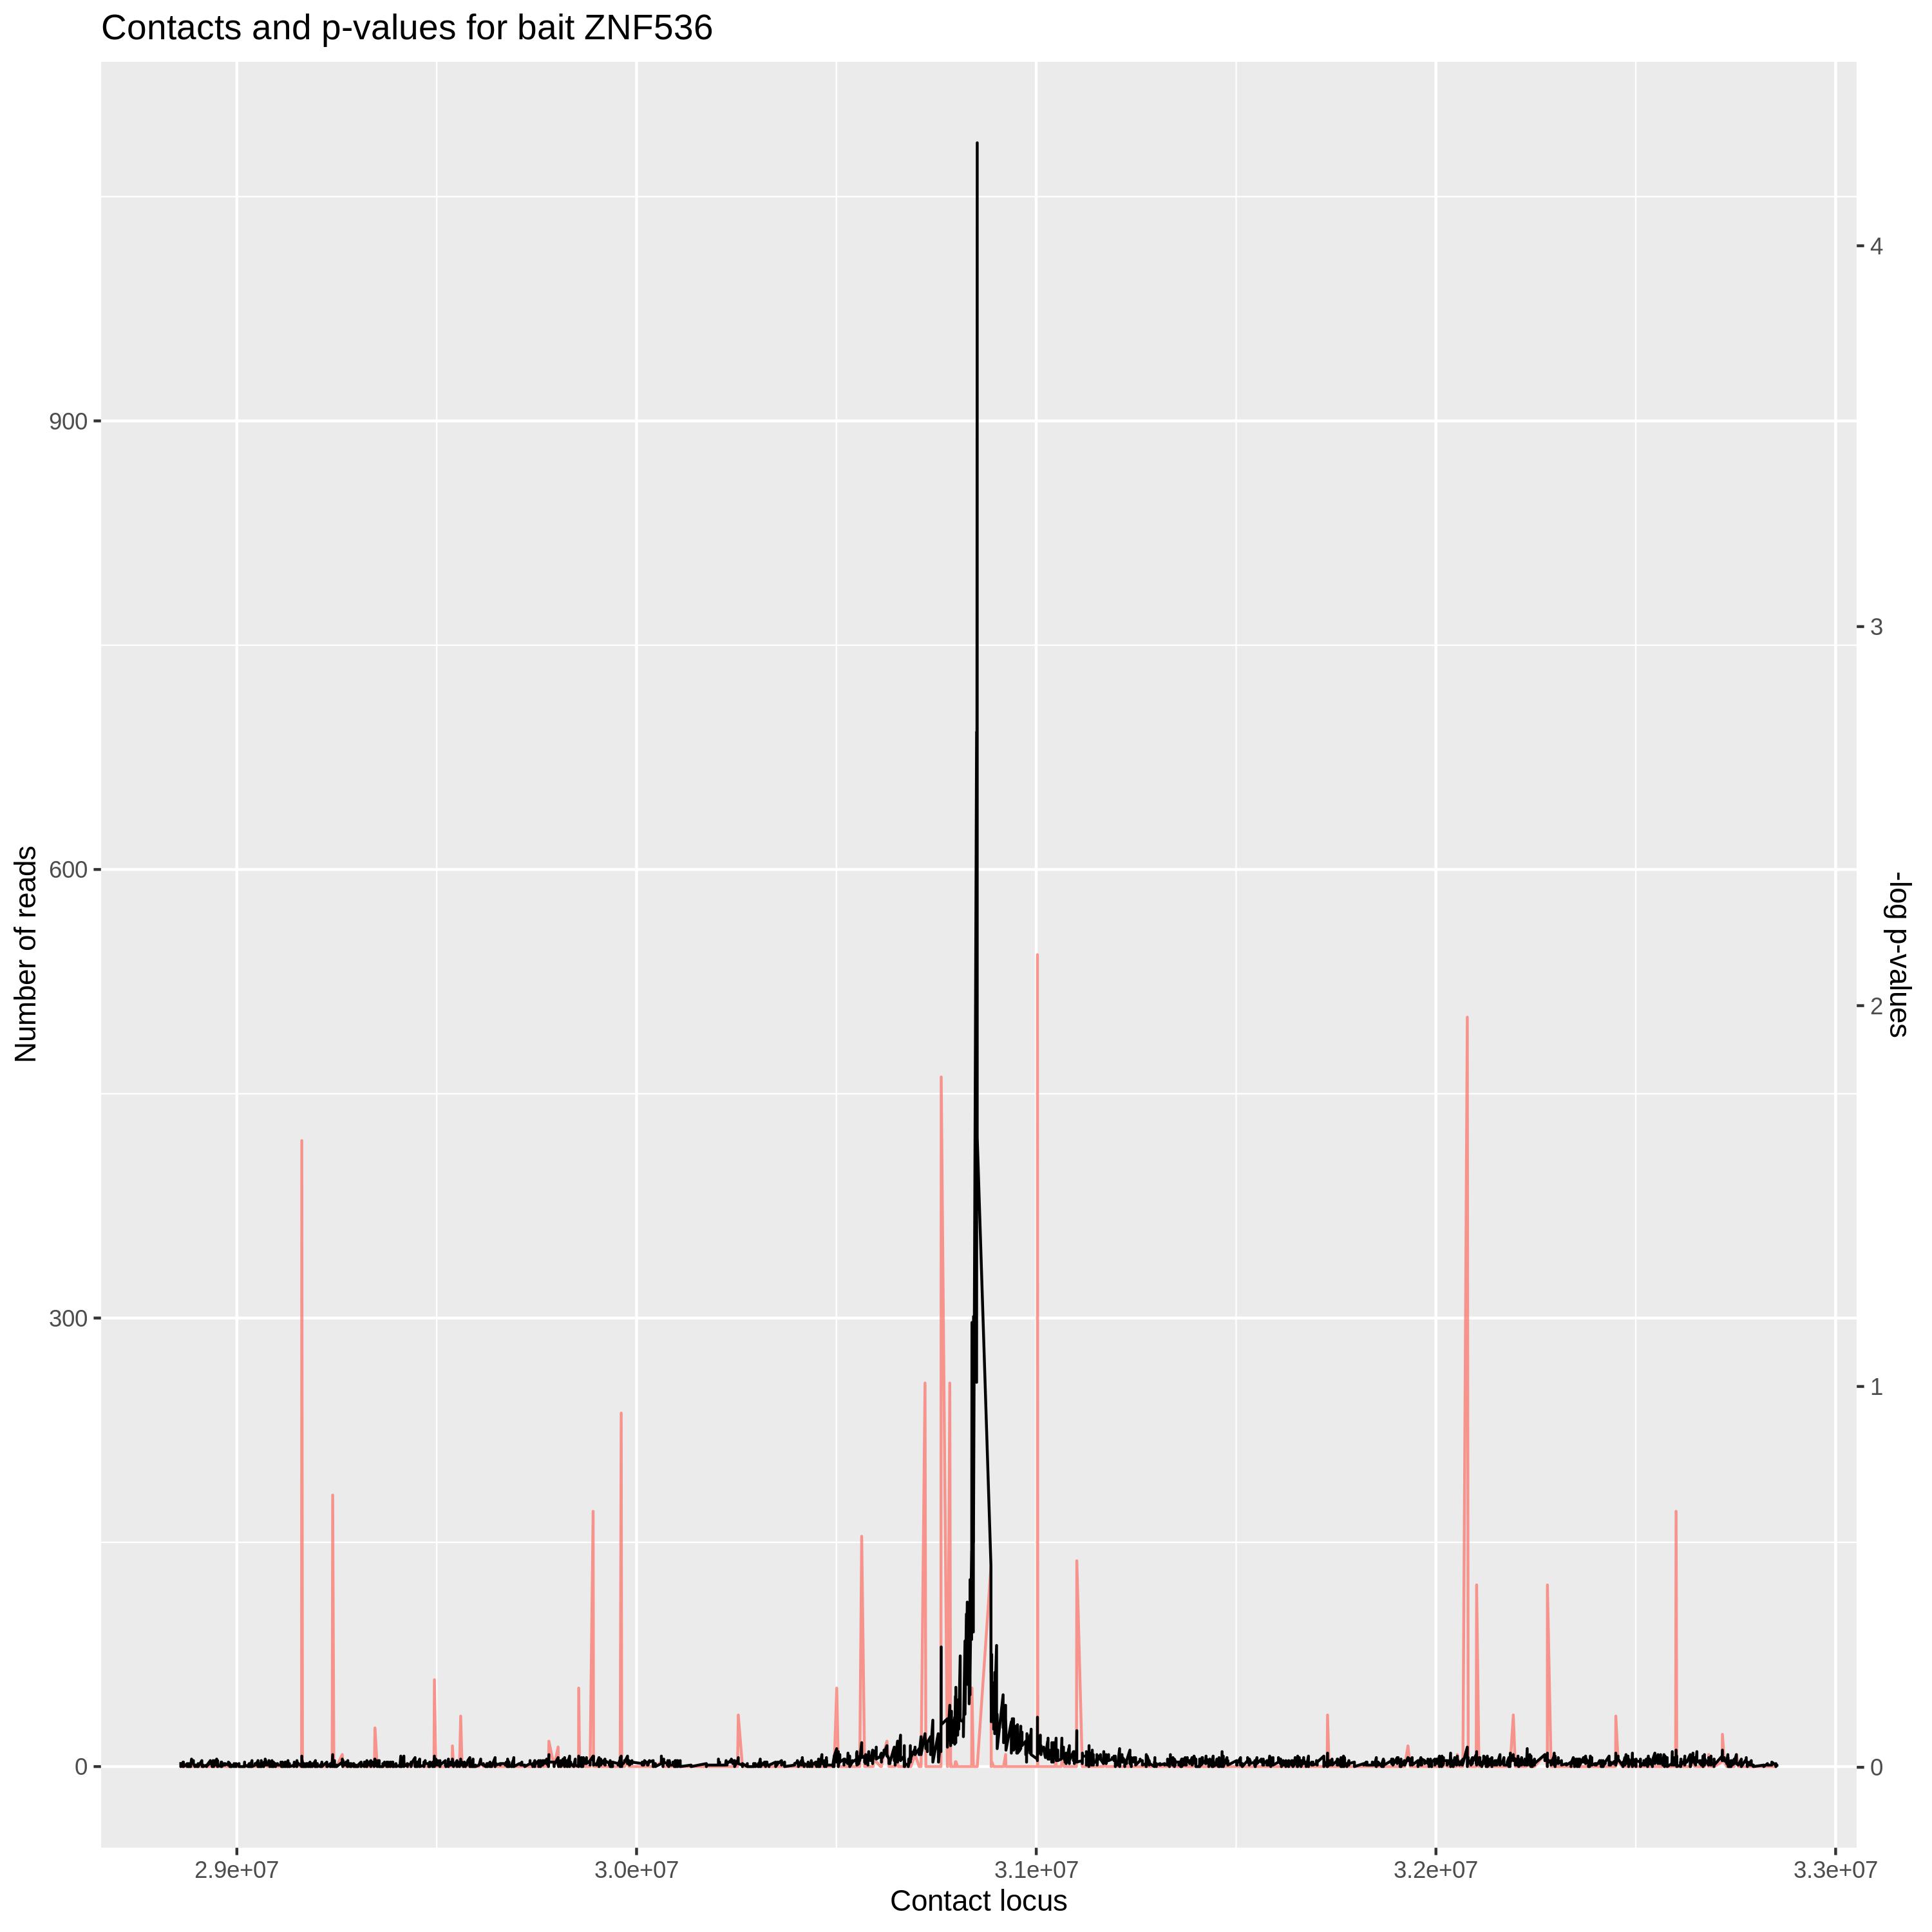 Contacts and p-values for bait ZNF536
Number of reads
900
600
300
0
4
3
2
1
0
-log p-values
2.9e+07
3.0e+07
3.1e+07
3.2e+07
3.3e+07
Contact locus